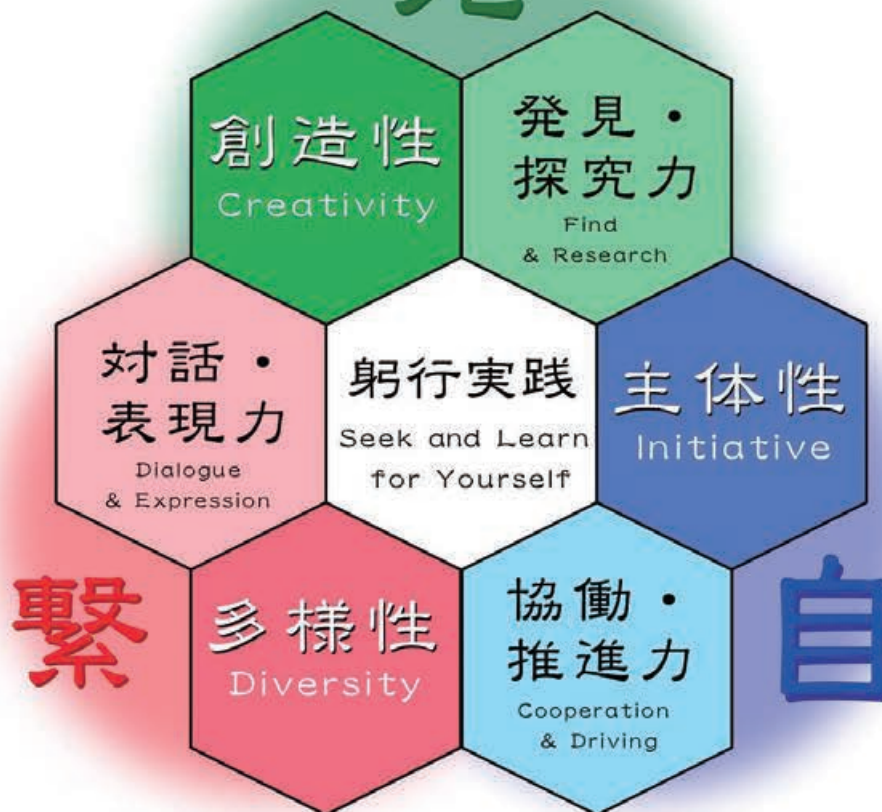 創造性
Creativity
発見・
探究力
Find
& Research
対話・
表現力
Dialogue
& Expression
躬行実践
Seek and Learn
for Yourself
主体性
Initiative
繋
多様性
Diversity
協働・
推進力
Cooperation
& Driving
自